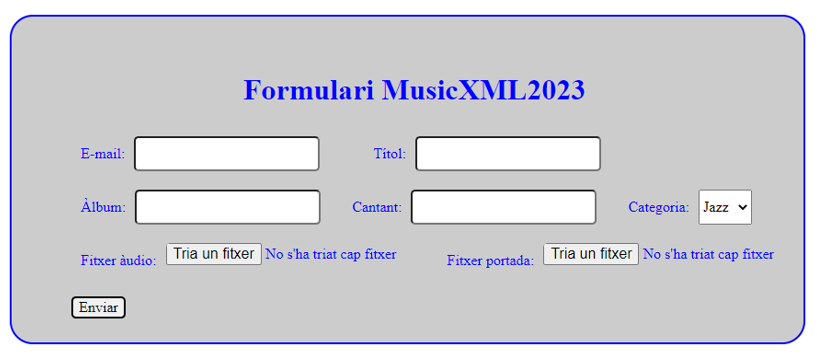 Formulari MusicXML2023
E-mail: Títol:
Àlbum: Cantant: Categoria: Jazz
Fitxer àudio: Tria un fitxer No s'ha triat cap fitxer Fitxer portada: Tria un fitxer No s'ha triat cap fitxer
Enviar